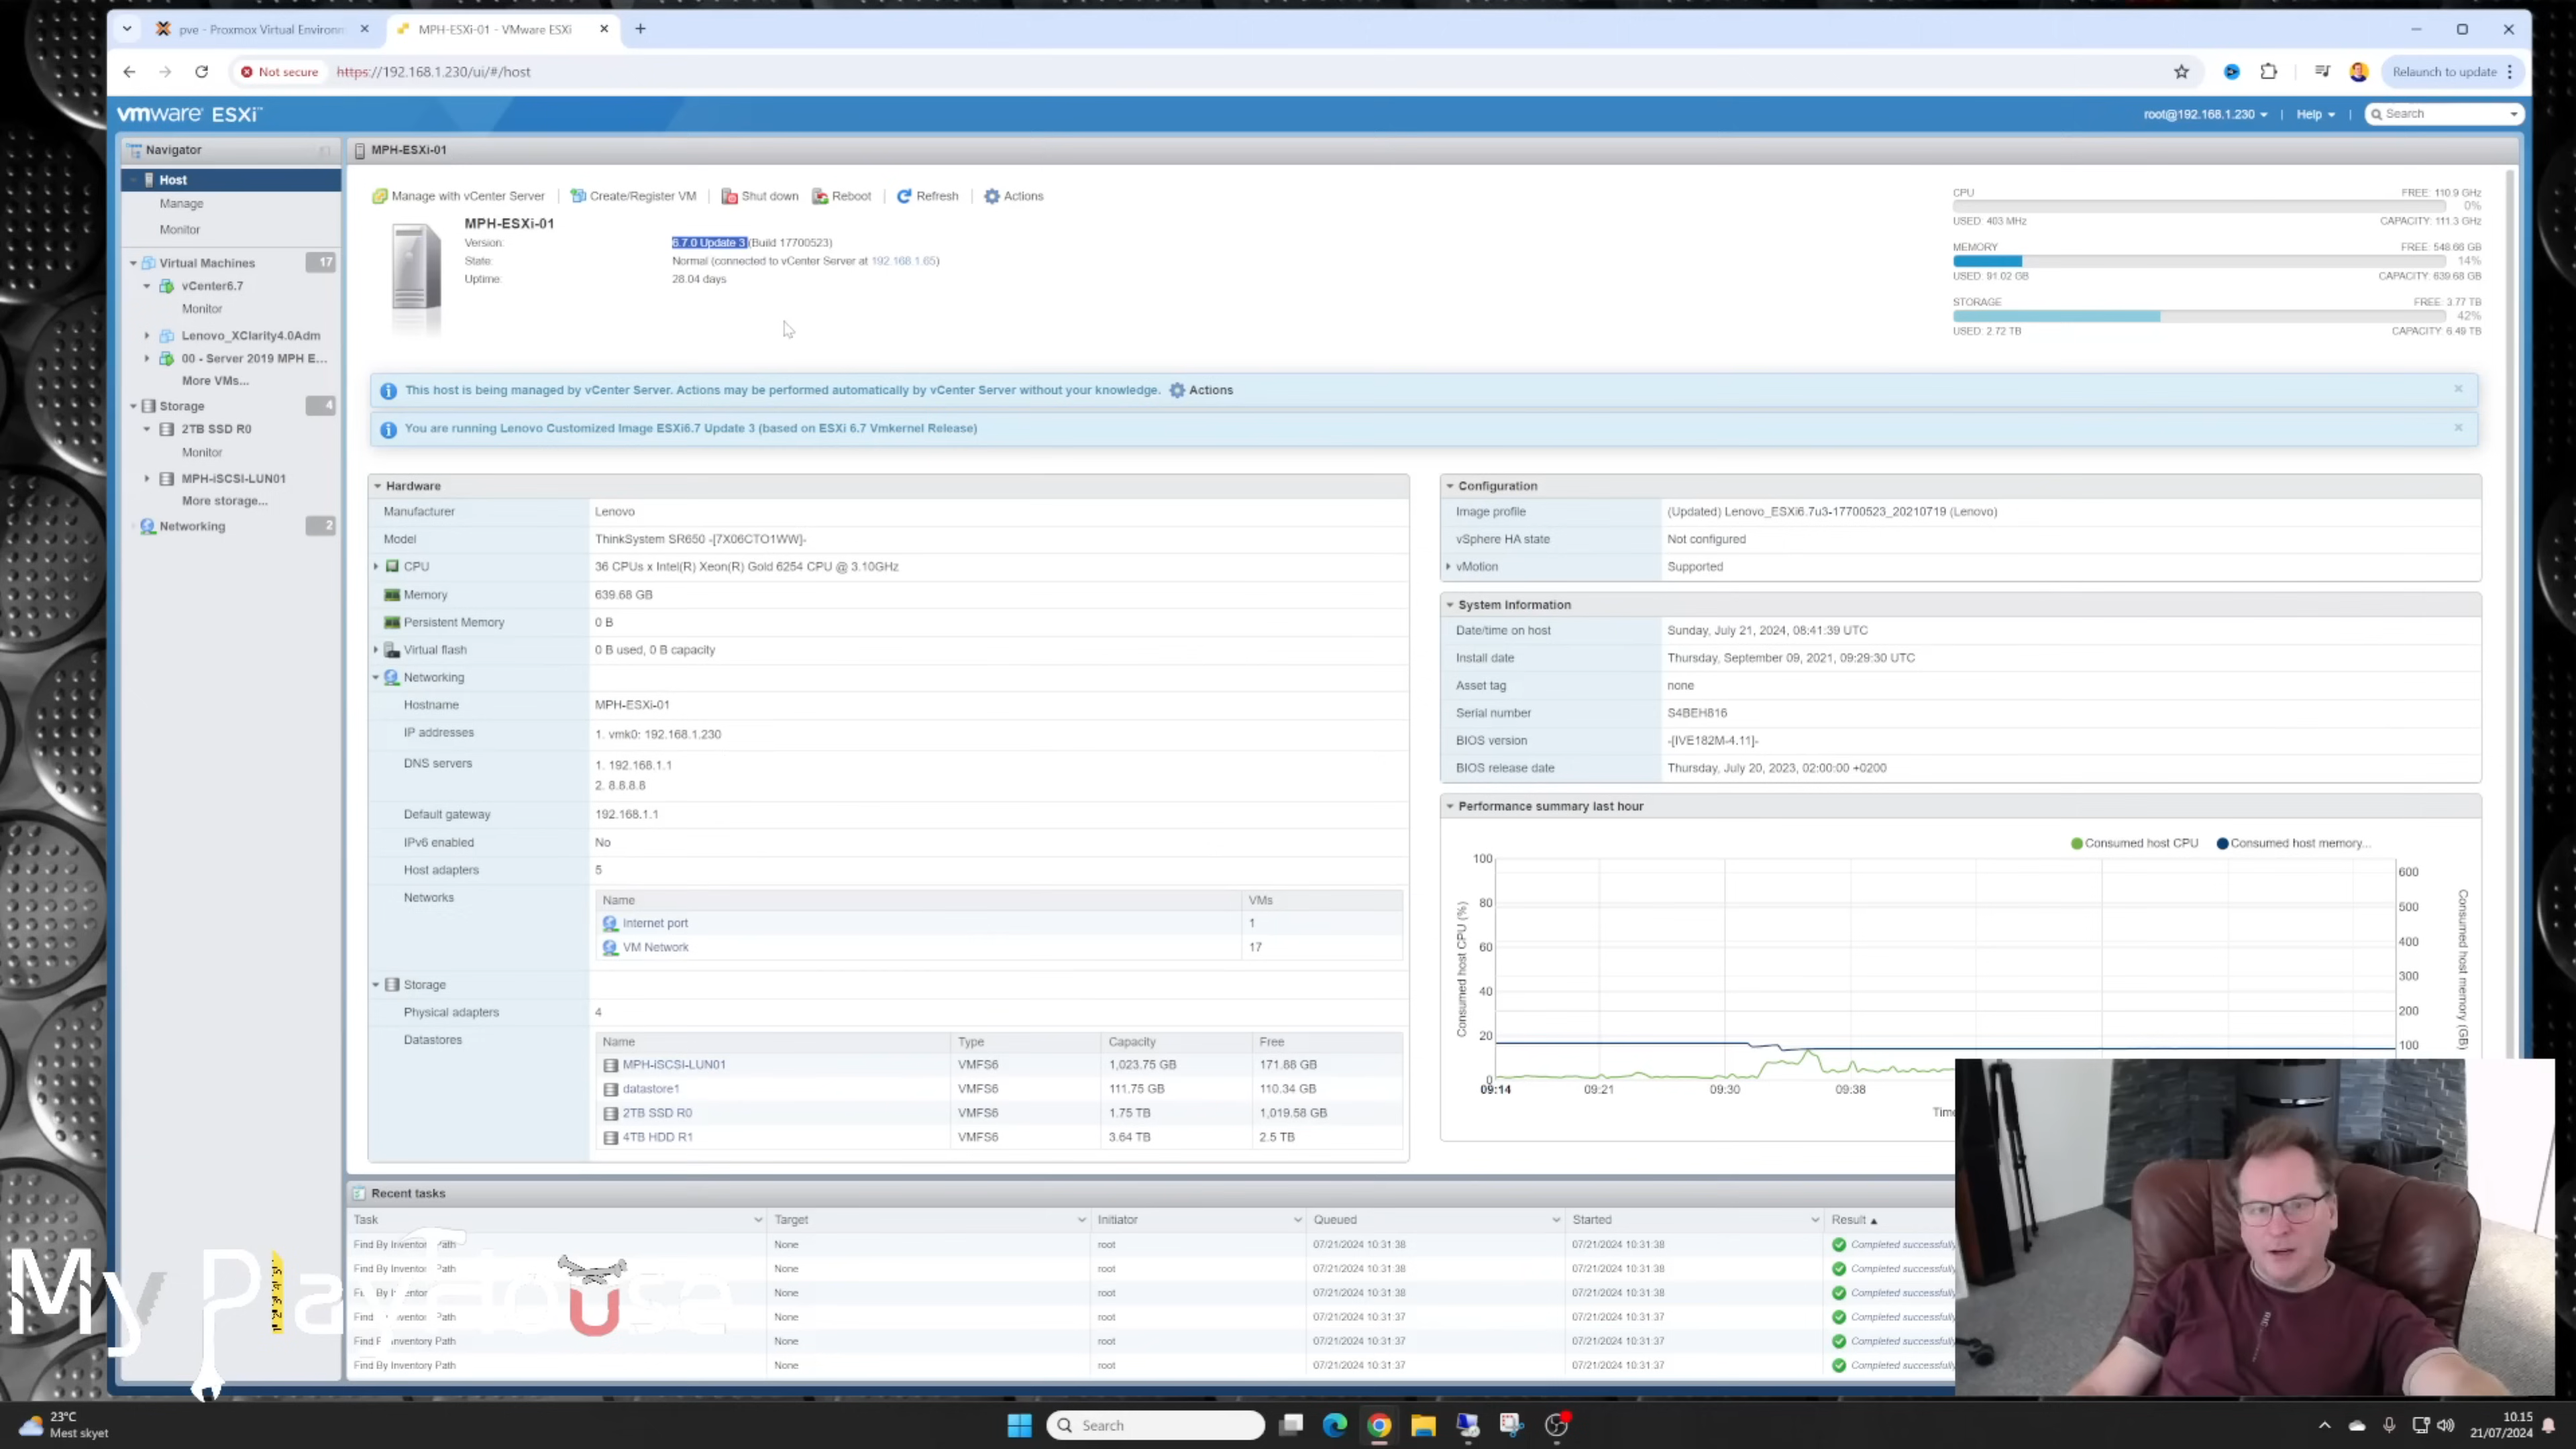 pve - Proxmox Virtual Environm
MPH-ESXi-01 - VMware ESXi
Not secure
https://192.168.1.230/ui/#/host
Relaunch to update
vmware ESXi™
root@192.168.1.230
Help
Search
Navigator
MPH-ESXi-01
Host
Manage
Monitor
Virtual Machines 17
vCenter6.7
Monitor
Lenovo_XClarity4.0Adm
00 - Server 2019 MPH E...
More VMs...
Storage 4
2TB SSD R0
Monitor
MPH-iSCSI-LUN01
More storage...
Networking 2
Manage with vCenter Server
Create/Register VM
Shut down
Reboot
Refresh
Actions
MPH-ESXi-01
Version: 6.7.0 Update 3 (Build 17700523)
State: Normal (connected to vCenter Server at 192.168.1.65)
Uptime: 28.04 days
CPU FREE: 110.9 GHz
0%
USED: 403 MHz CAPACITY: 111.3 GHz
MEMORY FREE: 548.66 GB
14%
USED: 91.02 GB CAPACITY: 639.68 GB
STORAGE FREE: 3.77 TB
42%
USED: 2.72 TB CAPACITY: 6.49 TB
This host is being managed by vCenter Server. Actions may be performed automatically by vCenter Server without your knowledge. Actions
You are running Lenovo Customized Image ESXi6.7 Update 3 (based on ESXi 6.7 Vmkernel Release)
Hardware
Manufacturer Lenovo
Model ThinkSystem SR650 -[7X06CTO1WW]-
CPU 36 CPUs x Intel(R) Xeon(R) Gold 6254 CPU @ 3.10GHz
Memory 639.68 GB
Persistent Memory 0 B
Virtual flash 0 B used, 0 B capacity
Networking
Hostname MPH-ESXi-01
IP addresses 1. vmk0: 192.168.1.230
DNS servers 1. 192.168.1.1
2. 8.8.8.8
Default gateway 192.168.1.1
IPv6 enabled No
Host adapters 5
Networks Name VMs
Internet port 1
VM Network 17
Storage
Physical adapters 4
Datastores Name Type Capacity Free
MPH-iSCSI-LUN01 VMFS6 1,023.75 GB 171.68 GB
datastore1 VMFS6 111.75 GB 110.34 GB
2TB SSD R0 VMFS6 1.75 TB 1,019.58 GB
4TB HDD R1 VMFS6 3.64 TB 2.5 TB
Configuration
Image profile (Updated) Lenovo_ESXi6.7u3-17700523_20210719 (Lenovo)
vSphere HA state Not configured
vMotion Supported
System Information
Date/time on host Sunday, July 21, 2024, 08:41:39 UTC
Install date Thursday, September 09, 2021, 09:29:30 UTC
Asset tag none
Serial number S4BEH816
BIOS version -[IVE182M-4.11]-
BIOS release date Thursday, July 20, 2023, 02:00:00 +0200
Performance summary last hour
Consumed host CPU Consumed host memory...
100
80
60
40
20
0
Consumed host CPU (%)
600
500
400
300
200
100
Consumed host memory (GB)
09:14 09:21 09:30 09:38
Time
Recent tasks
Task Target Initiator Queued Started Result
Find By Inventory Path None root 07/21/2024 10:31:38 07/21/2024 10:31:38 Completed successfully
Find By Inventory Path None root 07/21/2024 10:31:38 07/21/2024 10:31:38 Completed successfully
By Inventory Path None root 07/21/2024 10:31:38 07/21/2024 10:31:38 Completed successfully
Find Inventory Path None root 07/21/2024 10:31:37 07/21/2024 10:31:37 Completed successfully
Find Inventory Path None root 07/21/2024 10:31:37 07/21/2024 10:31:37 Completed successfully
Find By Inventory Path None root 07/21/2024 10:31:37 07/21/2024 10:31:37 Completed successfully
My PlayHouse
23°C
Mest skyet
Search
10.15
21/07/2024